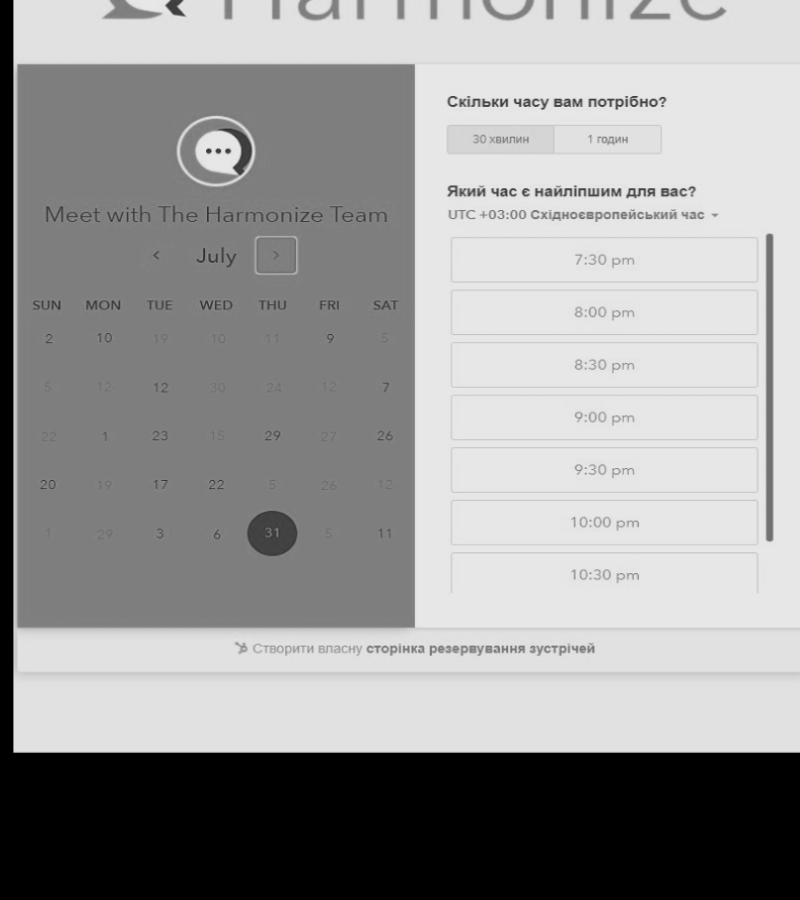 Harmonize
Meet with The Harmonize Team
July
SUN MON TUE WED THU FRI SAT
2 10 19 10 11 9 5
5 12 12 30 24 12 7
22 1 23 15 29 27 26
20 19 17 22 5 26 12
1 29 3 6 31 5 11
Скільки часу вам потрібно?
30 хвилин 1 годин
Який час є найліпшим для вас?
UTC +03:00 Східноєвропейський час
7:30 pm
8:00 pm
8:30 pm
9:00 pm
9:30 pm
10:00 pm
10:30 pm
Створити власну сторінка резервування зустрічей